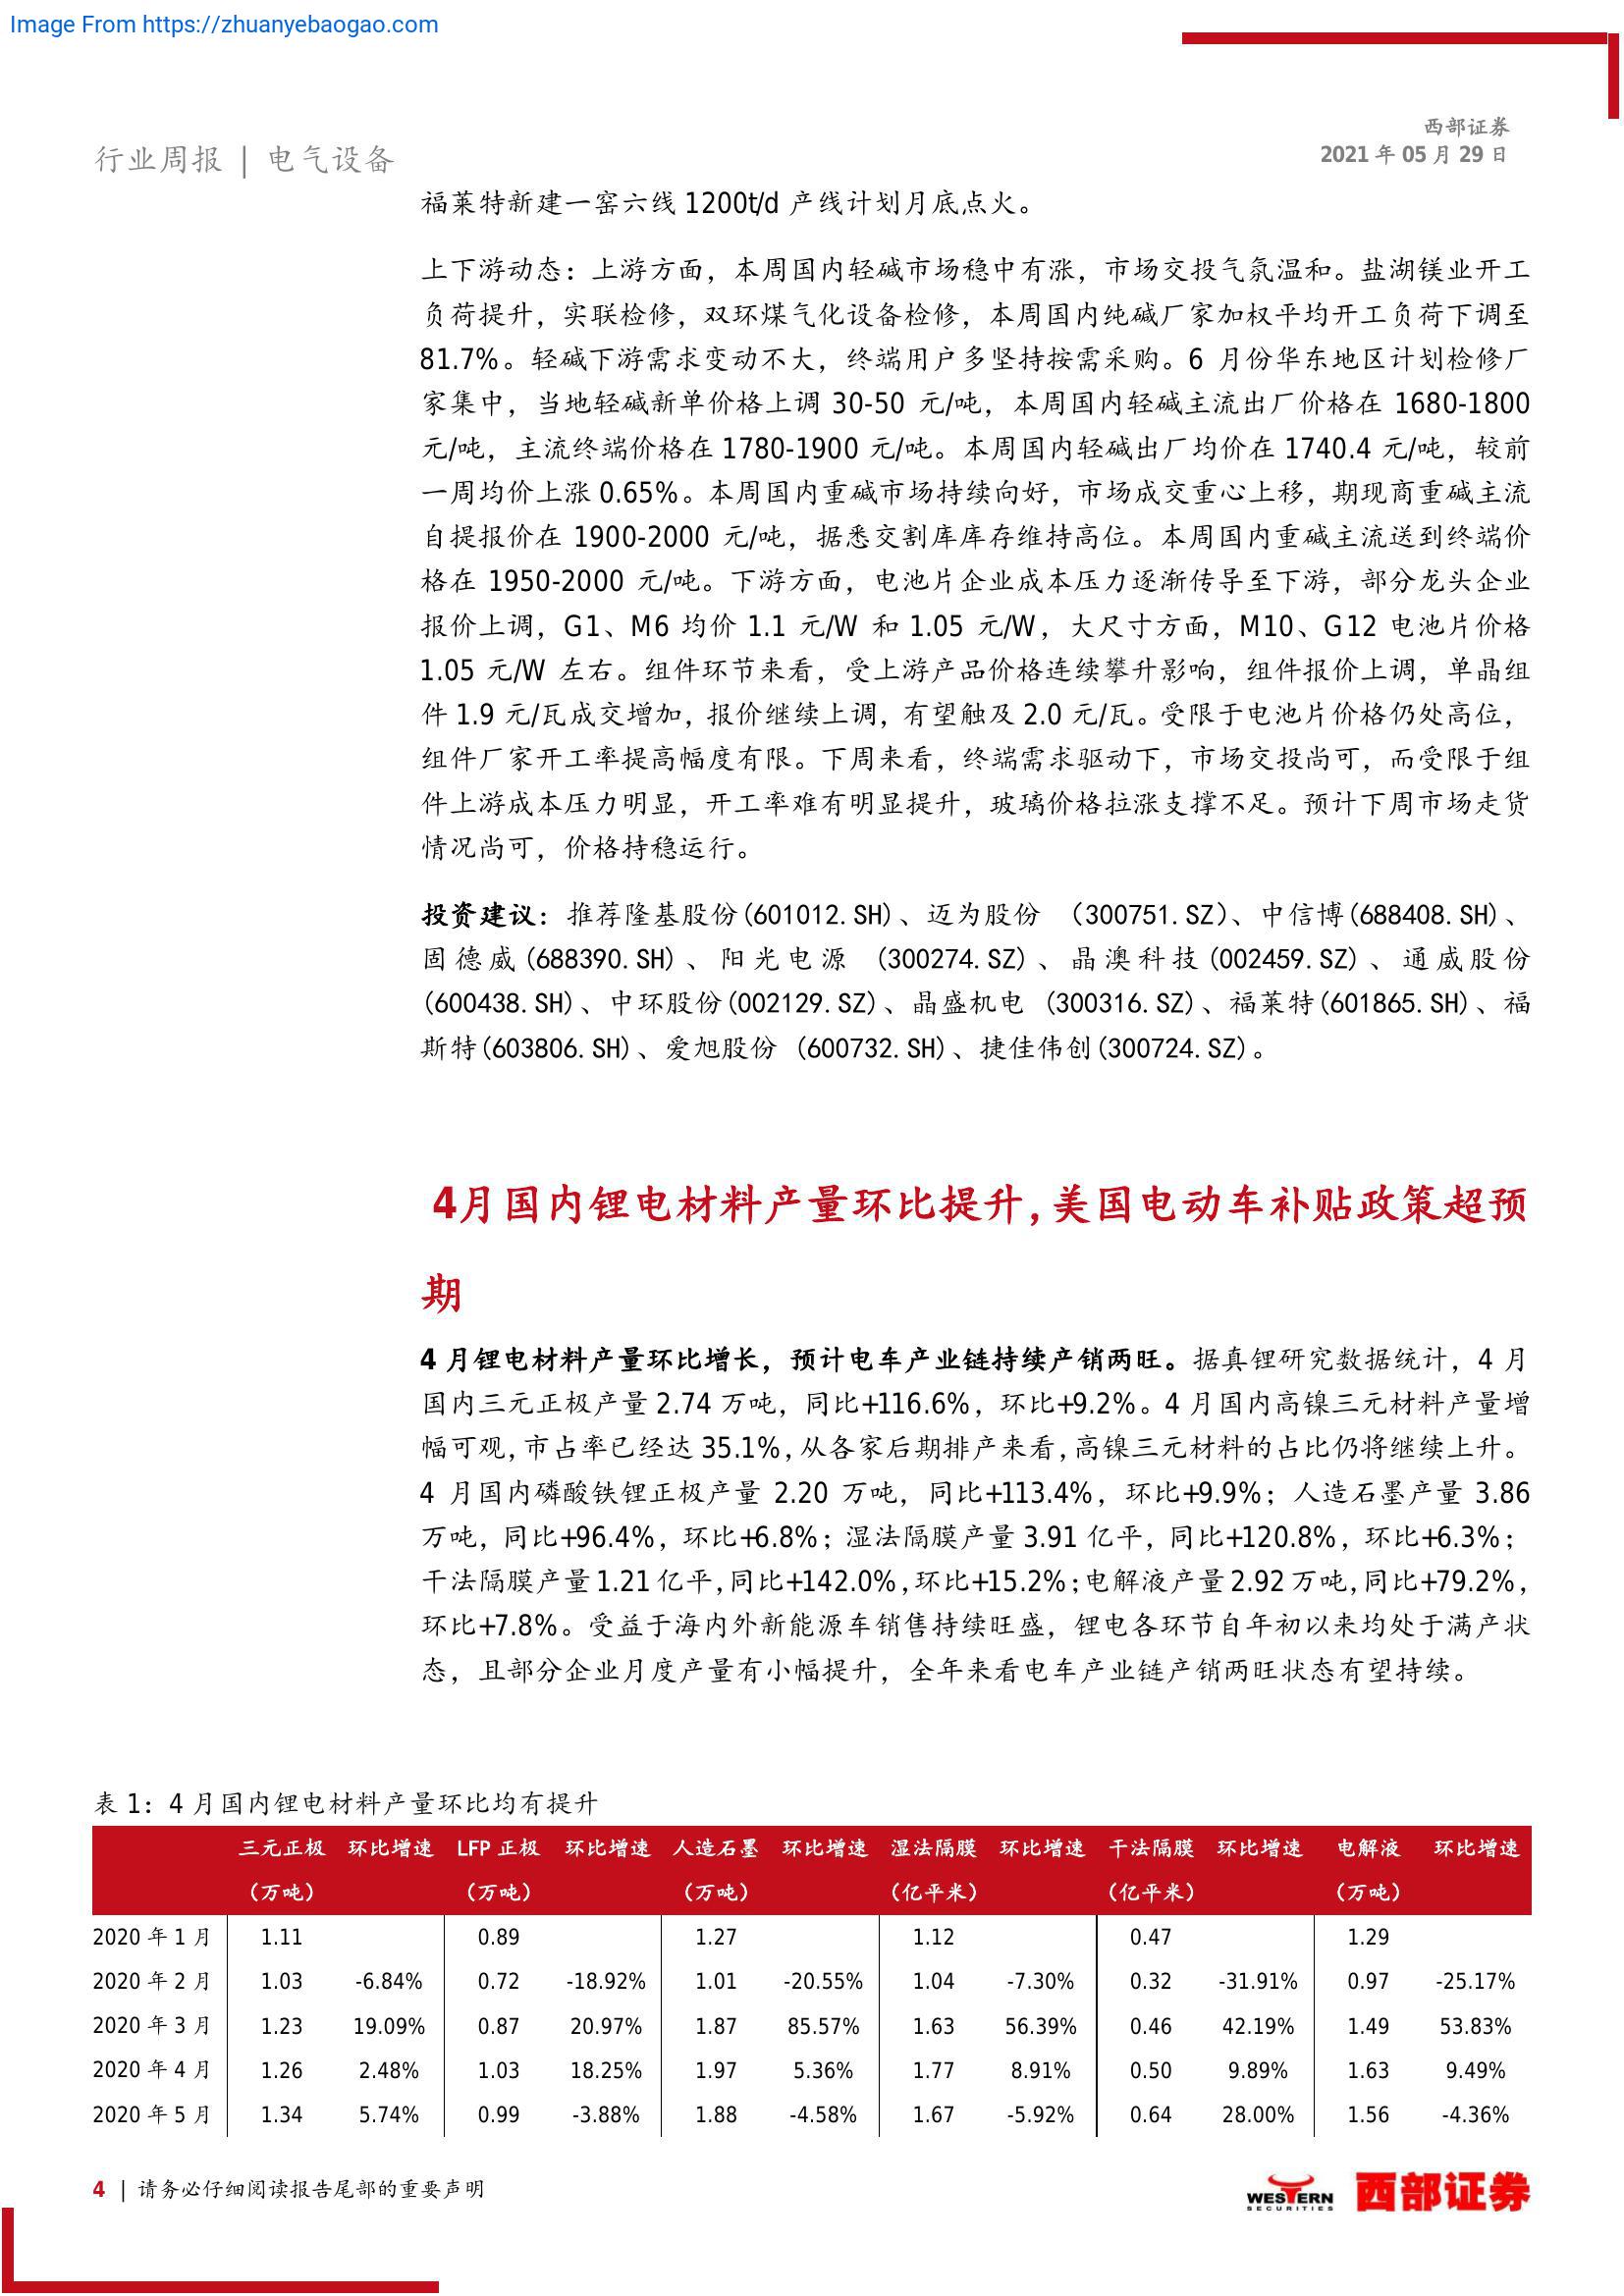 Image From https://zhuanyebaogao.com
行业周报 | 电气设备
西部证券
2021 年 05 月 29 日
福莱特新建一窑六线 1200t/d 产线计划月底点火。
上下游动态：上游方面，本周国内轻碱市场稳中有涨，市场交投气氛温和。盐湖镁业开工
负荷提升，实联检修，双环煤气化设备检修，本周国内纯碱厂家加权平均开工负荷下调至
81.7%。轻碱下游需求变动不大，终端用户多坚持按需采购。6 月份华东地区计划检修厂
家集中，当地轻碱新单价格上调 30-50 元/吨，本周国内轻碱主流出厂价格在 1680-1800
元/吨，主流终端价格在 1780-1900 元/吨。本周国内轻碱出厂均价在 1740.4 元/吨，较前
一周均价上涨 0.65%。本周国内重碱市场持续向好，市场成交重心上移，期现商重碱主流
自提报价在 1900-2000 元/吨，据悉交割库库存维持高位。本周国内重碱主流送到终端价
格在 1950-2000 元/吨。下游方面，电池片企业成本压力逐渐传导至下游，部分龙头企业
报价上调，G1、M6 均价 1.1 元/W 和 1.05 元/W，大尺寸方面，M10、G12 电池片价格
1.05 元/W 左右。组件环节来看，受上游产品价格连续攀升影响，组件报价上调，单晶组
件 1.9 元/瓦成交增加，报价继续上调，有望触及 2.0 元/瓦。受限于电池片价格仍处高位，
组件厂家开工率提高幅度有限。下周来看，终端需求驱动下，市场交投尚可，而受限于组
件上游成本压力明显，开工率难有明显提升，玻璃价格拉涨支撑不足。预计下周市场走货
情况尚可，价格持稳运行。
投资建议：推荐隆基股份(601012.SH)、迈为股份 （300751.SZ)、中信博(688408.SH)、
固德威(688390.SH)、阳光电源 (300274.SZ)、晶澳科技(002459.SZ)、通威股份
(600438.SH)、中环股份(002129.SZ)、晶盛机电 (300316.SZ)、福莱特(601865.SH)、福
斯特(603806.SH)、爱旭股份 (600732.SH)、捷佳伟创(300724.SZ)。
4月国内锂电材料产量环比提升，美国电动车补贴政策超预
期
4 月锂电材料产量环比增长，预计电车产业链持续产销两旺。据真锂研究数据统计，4 月
国内三元正极产量 2.74 万吨，同比+116.6%，环比+9.2%。4 月国内高镍三元材料产量增
幅可观，市占率已经达 35.1%，从各家后期排产来看，高镍三元材料的占比仍将继续上升。
4 月国内磷酸铁锂正极产量 2.20 万吨，同比+113.4%，环比+9.9%；人造石墨产量 3.86
万吨，同比+96.4%，环比+6.8%；湿法隔膜产量 3.91 亿平，同比+120.8%，环比+6.3%；
干法隔膜产量 1.21 亿平，同比+142.0%，环比+15.2%；电解液产量 2.92 万吨，同比+79.2%，
环比+7.8%。受益于海内外新能源车销售持续旺盛，锂电各环节自年初以来均处于满产状
态，且部分企业月度产量有小幅提升，全年来看电车产业链产销两旺状态有望持续。
表 1：4 月国内锂电材料产量环比均有提升
三元正极 环比增速 LFP 正极 环比增速 人造石墨 环比增速 湿法隔膜 环比增速 干法隔膜 环比增速 电解液 环比增速
（万吨） （万吨） （万吨） （亿平米） （亿平米） （万吨）
2020 年 1 月 1.11 0.89 1.27 1.12 0.47 1.29
2020 年 2 月 1.03 -6.84% 0.72 -18.92% 1.01 -20.55% 1.04 -7.30% 0.32 -31.91% 0.97 -25.17%
2020 年 3 月 1.23 19.09% 0.87 20.97% 1.87 85.57% 1.63 56.39% 0.46 42.19% 1.49 53.83%
2020 年 4 月 1.26 2.48% 1.03 18.25% 1.97 5.36% 1.77 8.91% 0.50 9.89% 1.63 9.49%
2020 年 5 月 1.34 5.74% 0.99 -3.88% 1.88 -4.58% 1.67 -5.92% 0.64 28.00% 1.56 -4.36%
4 | 请务必仔细阅读报告尾部的重要声明
WESTERN
SECURITIES
西部证券